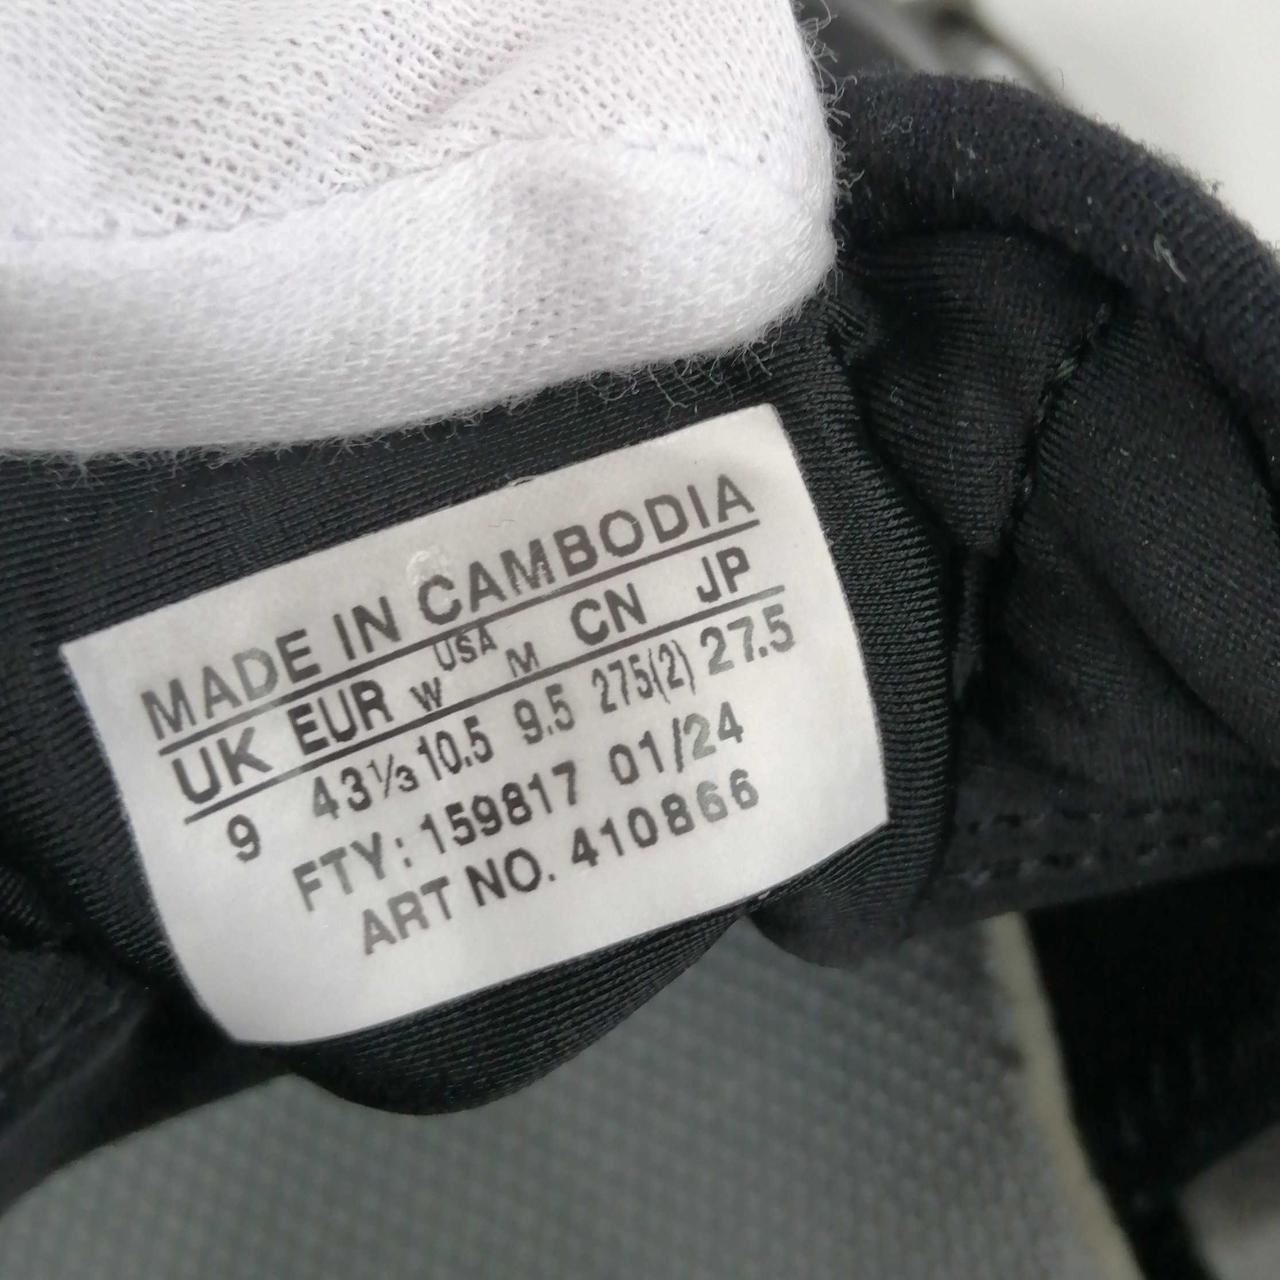 MADE IN CAMBODIA
UK EUR W USA M CN JP
9 43⅓ 10.5 9.5 275(2) 27.5
FTY: 159817 01/24
ART NO. 410866